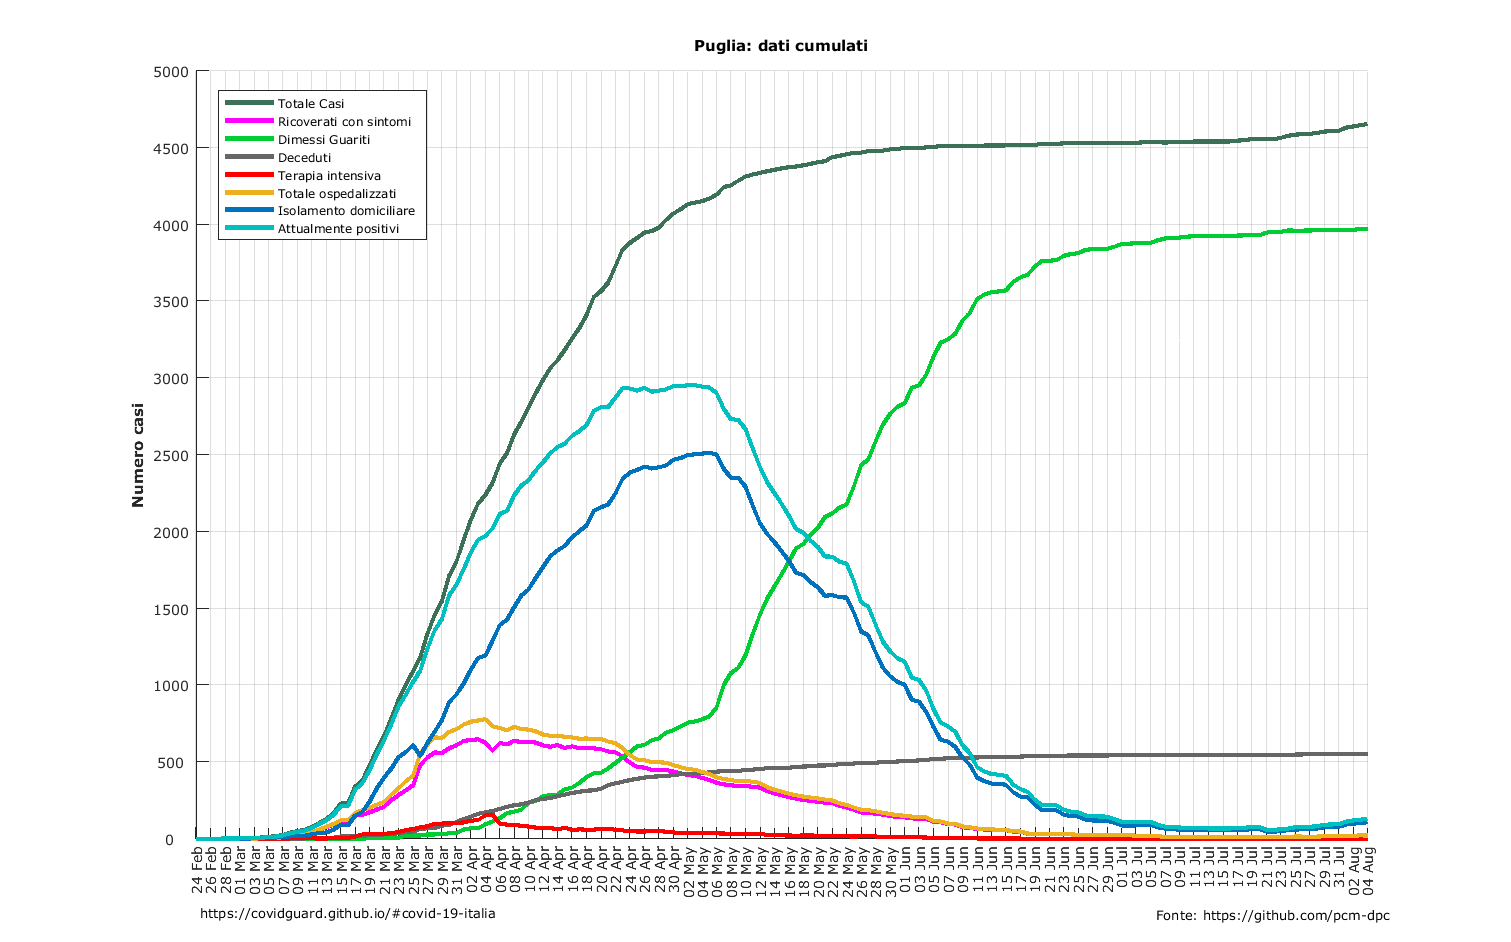 Puglia: dati cumulati
5000
4500
4000
3500
3000
2500
2000
1500
1000
500
0
Numero casi
Totale Casi
Ricoverati con sintomi
Dimessi Guariti
Deceduti
Terapia intensiva
Totale ospedalizzati
Isolamento domiciliare
Attualmente positivi
24 Feb
26 Feb
28 Feb
01 Mar
03 Mar
05 Mar
07 Mar
09 Mar
11 Mar
13 Mar
15 Mar
17 Mar
19 Mar
21 Mar
23 Mar
25 Mar
27 Mar
29 Mar
31 Mar
02 Apr
04 Apr
06 Apr
08 Apr
10 Apr
12 Apr
14 Apr
16 Apr
18 Apr
20 Apr
22 Apr
24 Apr
26 Apr
28 Apr
30 Apr
02 May
04 May
06 May
08 May
10 May
12 May
14 May
16 May
18 May
20 May
22 May
24 May
26 May
28 May
30 May
01 Jun
03 Jun
05 Jun
07 Jun
09 Jun
11 Jun
13 Jun
15 Jun
17 Jun
19 Jun
21 Jun
23 Jun
25 Jun
27 Jun
29 Jun
01 Jul
03 Jul
05 Jul
07 Jul
09 Jul
11 Jul
13 Jul
15 Jul
17 Jul
19 Jul
21 Jul
23 Jul
25 Jul
27 Jul
29 Jul
31 Jul
02 Aug
04 Aug
https://covidguard.github.io/#covid-19-italia
Fonte: https://github.com/pcm-dpc